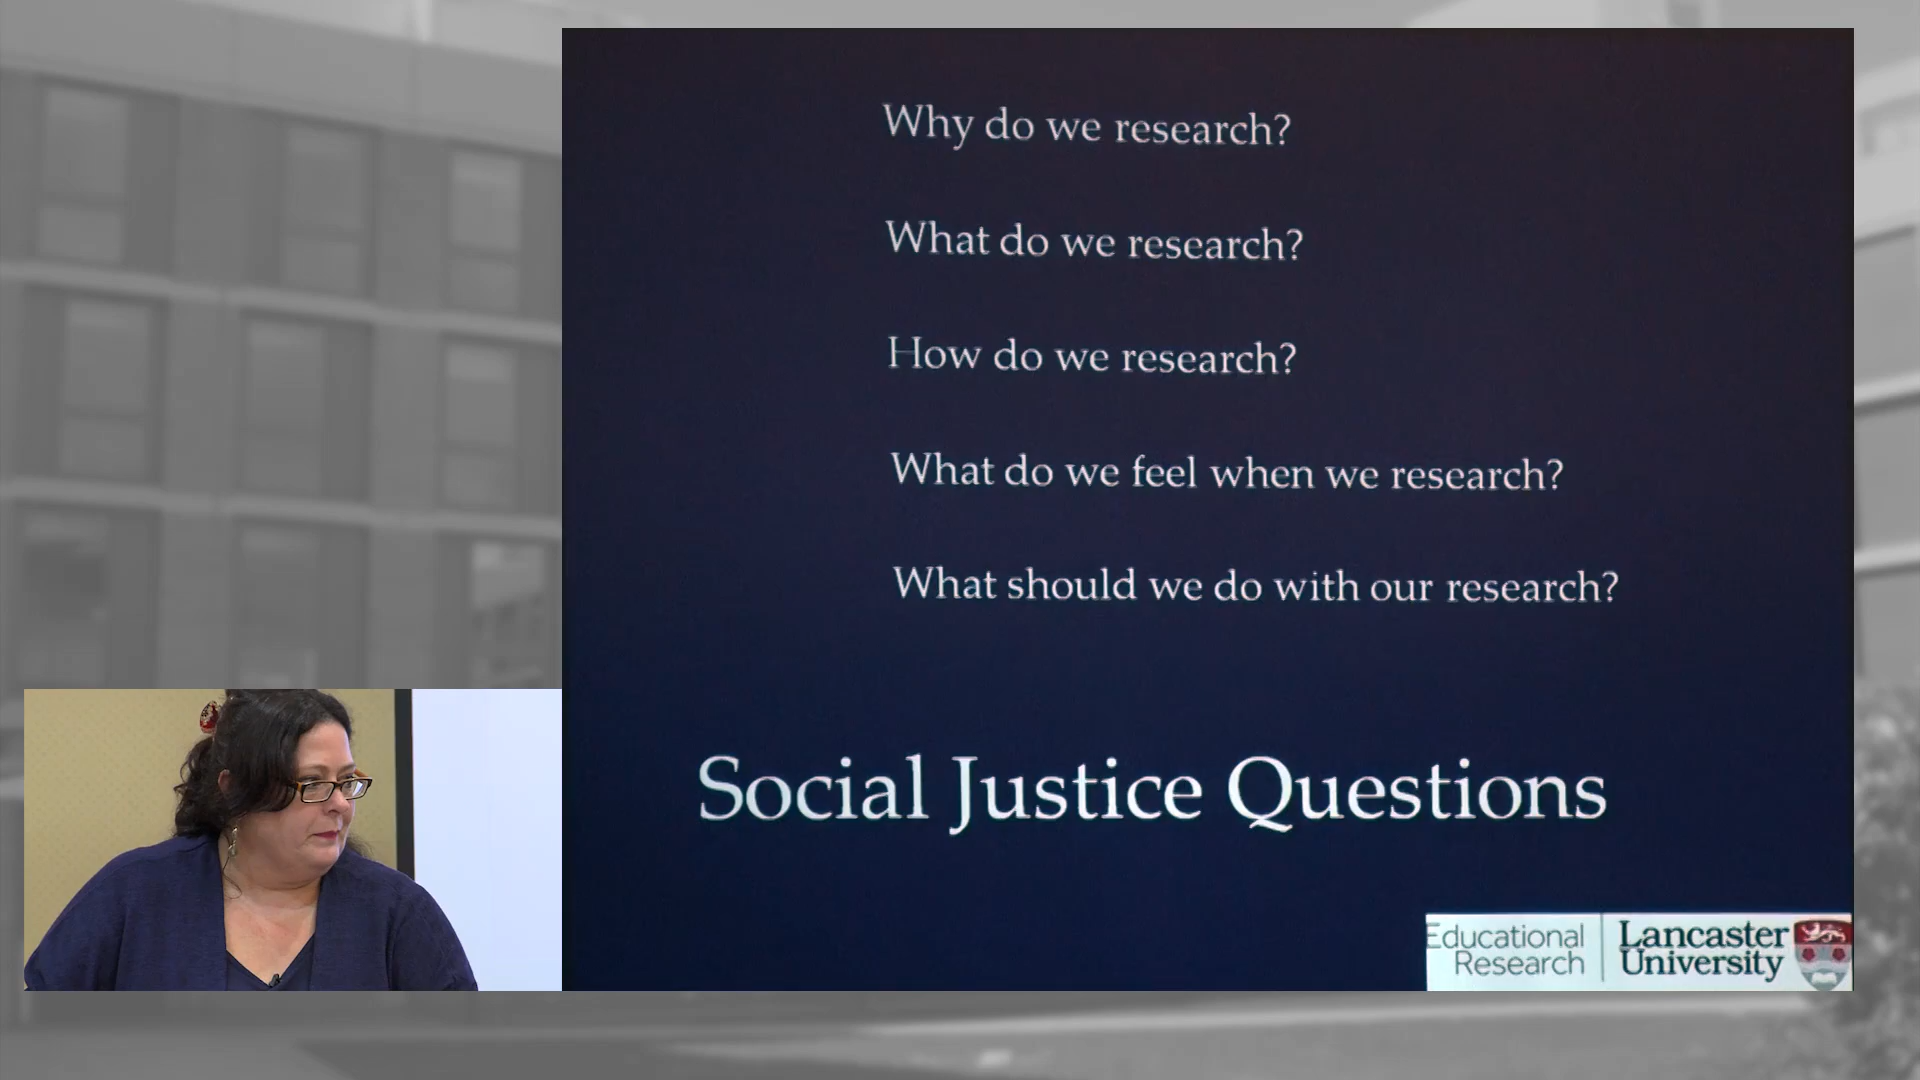 Why do we research?
What do we research?
How do we research?
What do we feel when we research?
What should we do with our research?
Social Justice Questions
Educational
Research
Lancaster
University